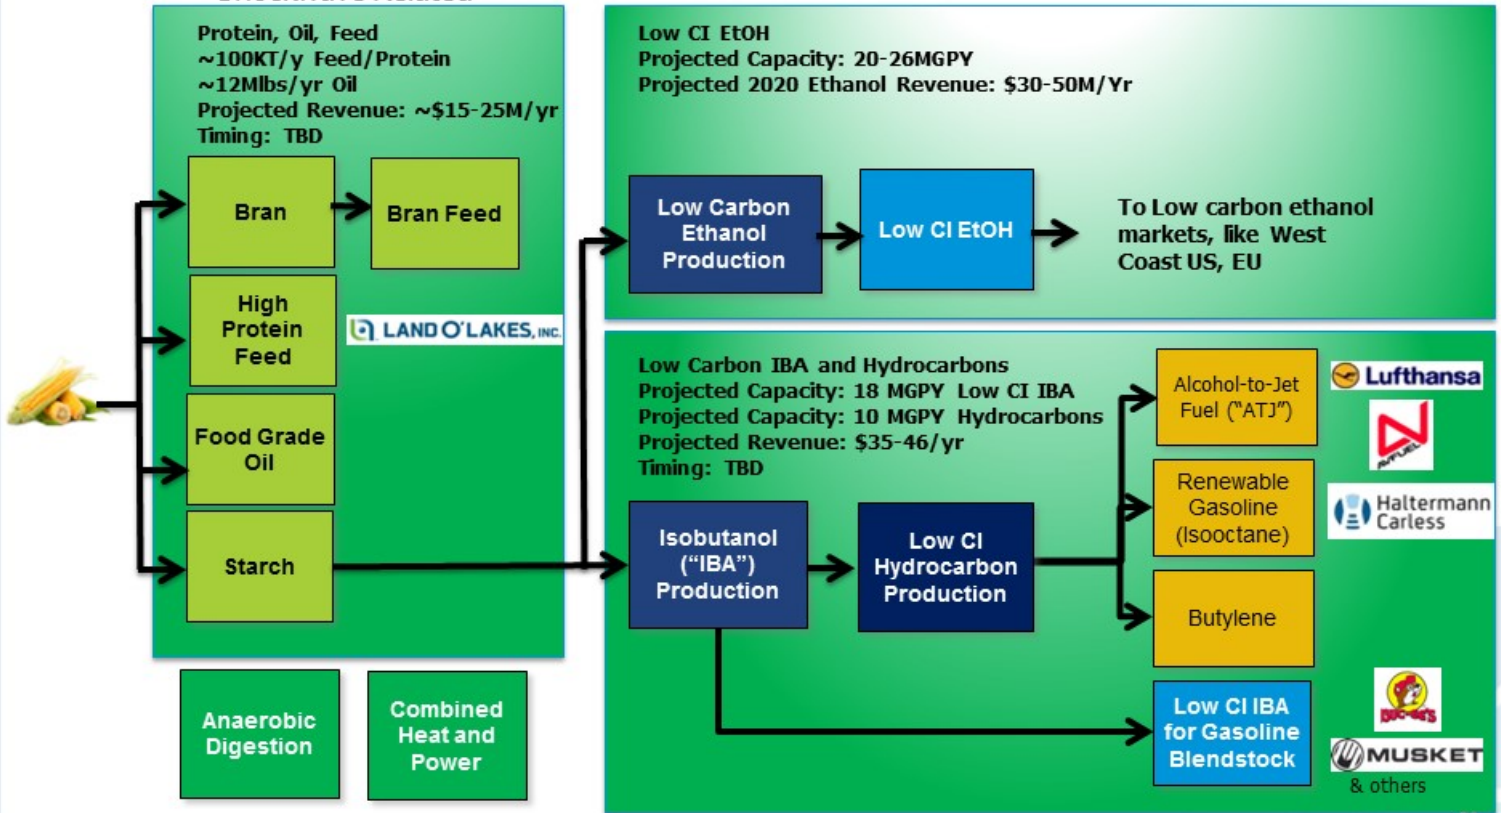 Protein, Oil, Feed
~100KT/y Feed/Protein
~12Mlbs/yr Oil
Projected Revenue: ~$15-25M/yr
Timing: TBD
Bran
Bran Feed
High
Protein
Feed
LAND O'LAKES, INC.
Food Grade
Oil
Starch
Anaerobic
Digestion
Combined
Heat and
Power
Low CI EtOH
Projected Capacity: 20-26MGPY
Projected 2020 Ethanol Revenue: $30-50M/Yr
Low Carbon
Ethanol
Production
Low CI EtOH
To Low carbon ethanol
markets, like West
Coast US, EU
Low Carbon IBA and Hydrocarbons
Projected Capacity: 18 MGPY Low CI IBA
Projected Capacity: 10 MGPY Hydrocarbons
Projected Revenue: $35-46/yr
Timing: TBD
Isobutanol
(“IBA”)
Production
Low CI
Hydrocarbon
Production
Alcohol-to-Jet
Fuel (“ATJ”)
Lufthansa
AVFUEL
Renewable
Gasoline
(Isooctane)
Haltermann
Carless
Butylene
Low CI IBA
for Gasoline
Blendstock
BUC-EE'S
MUSKET
& others